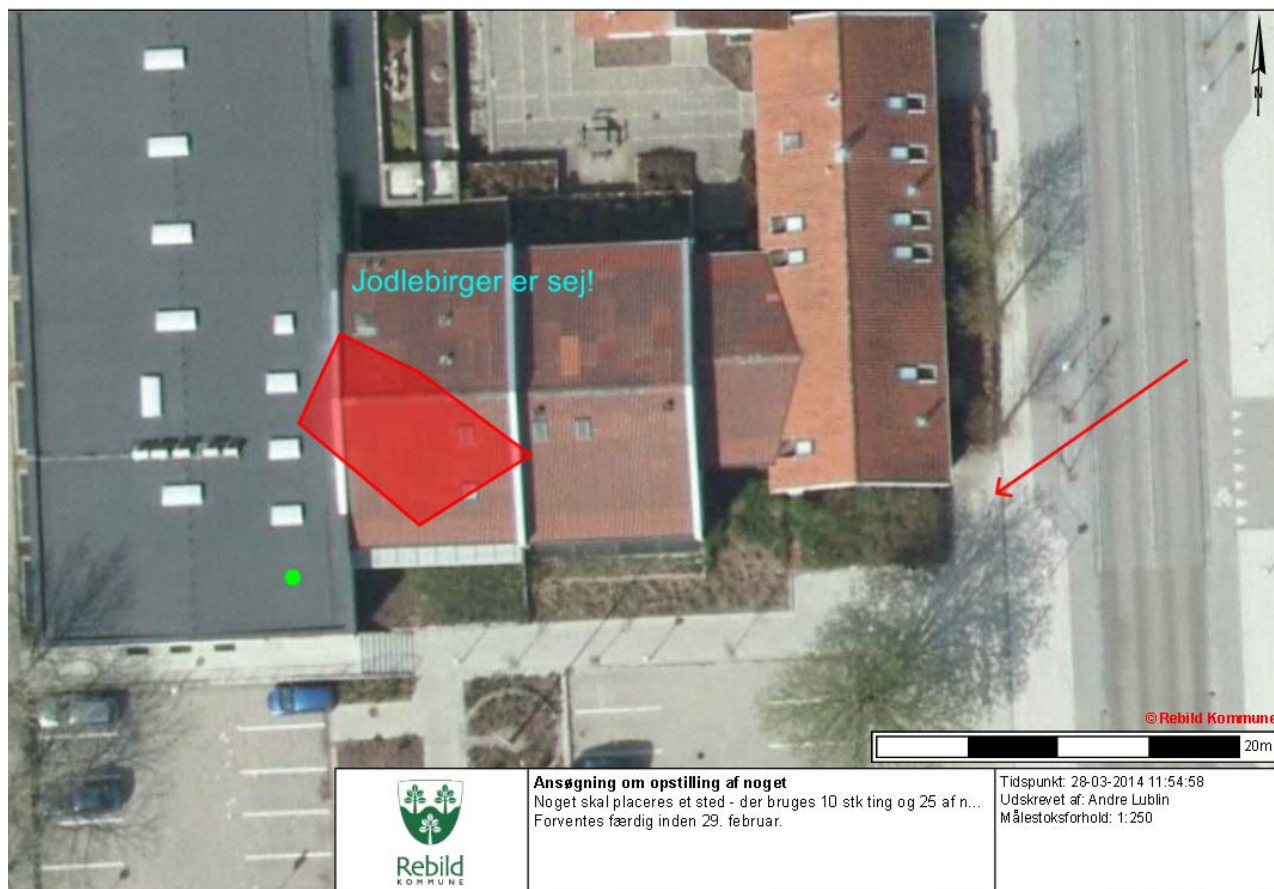 N
Jodlebirger er sej!
©Rebild Kommune
20m
Rebild
KOMMUNE
Ansøgning om opstilling af noget
Noget skal placeres et sted - der bruges 10 stk ting og 25 af n...
Forventes færdig inden 29. februar.
Tidspunkt: 28-03-2014 11:54:58
Udskrevet af: Andre Lublin
Målestoksforhold: 1:250